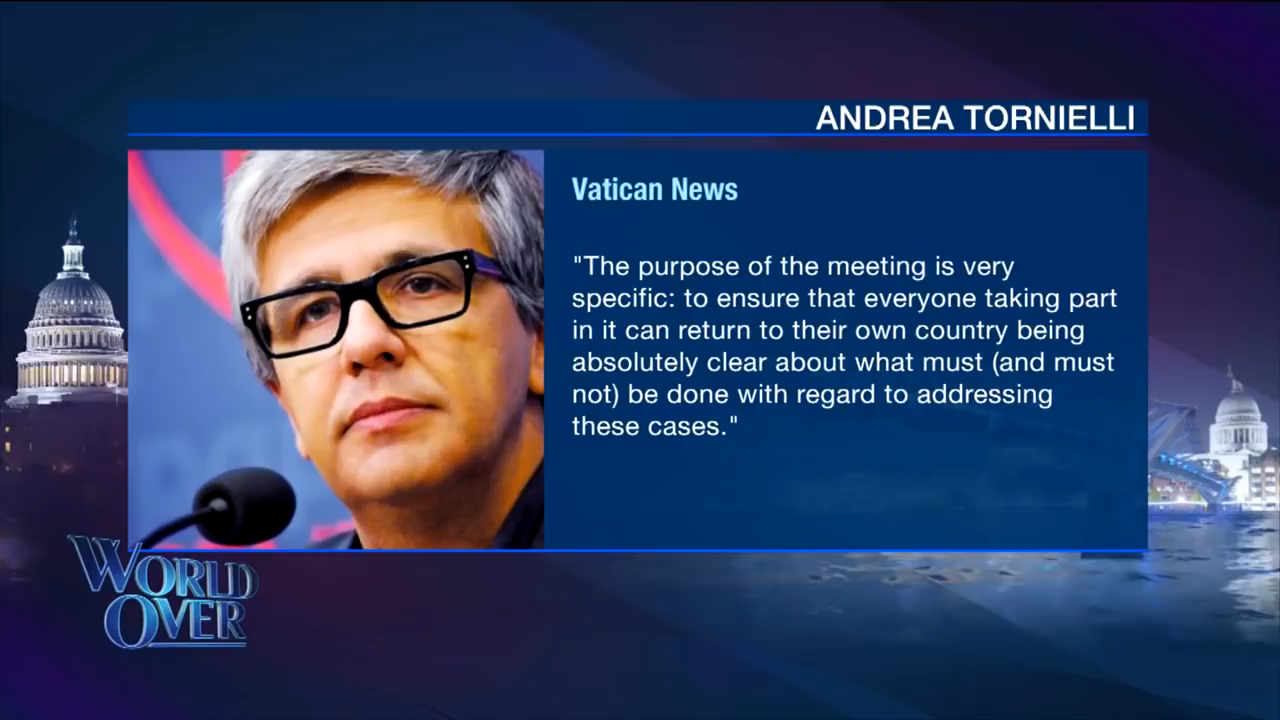 ANDREA TORNIELLI
Vatican News
"The purpose of the meeting is very
specific: to ensure that everyone taking part
in it can return to their own country being
absolutely clear about what must (and must
not) be done with regard to addressing
these cases."
WORLD
OVER